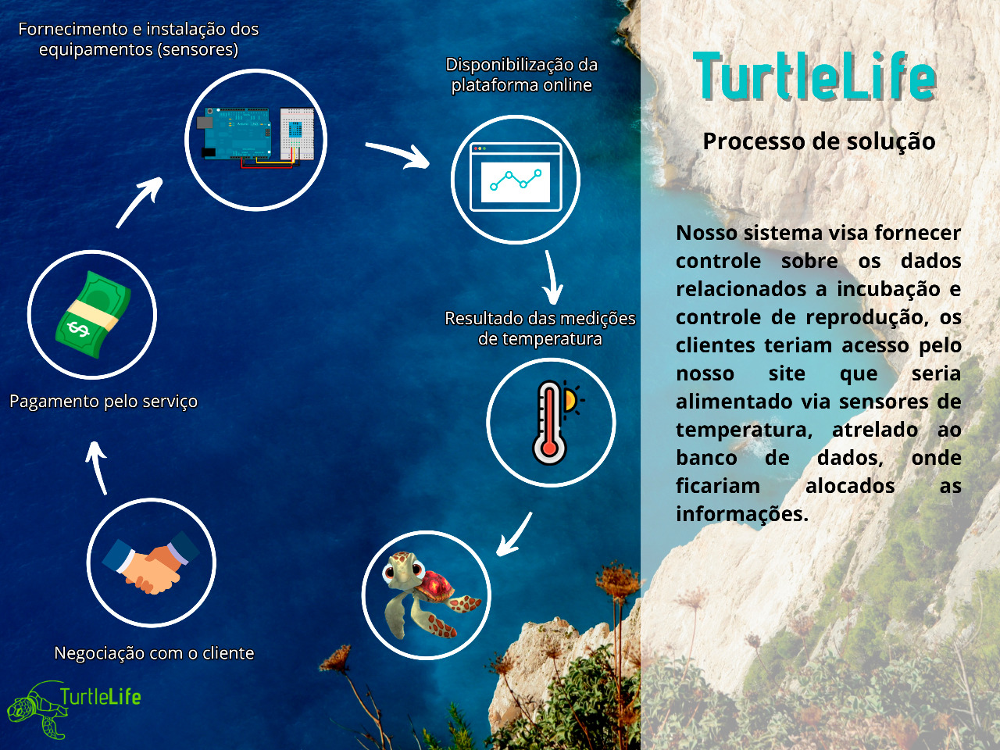 Fornecimento e instalação dos
equipamentos (sensores)
Disponibilização da
plataforma online
Resultado das medições
de temperatura
Pagamento pelo serviço
Negociação com o cliente
TurtleLife
TurtleLife
Processo de solução
Nosso sistema visa fornecer
controle sobre os dados
relacionados a incubação e
controle de reprodução, os
clientes teriam acesso pelo
nosso site que seria
alimentado via sensores de
temperatura, atrelado ao
banco de dados, onde
ficariam alocados as
informações.